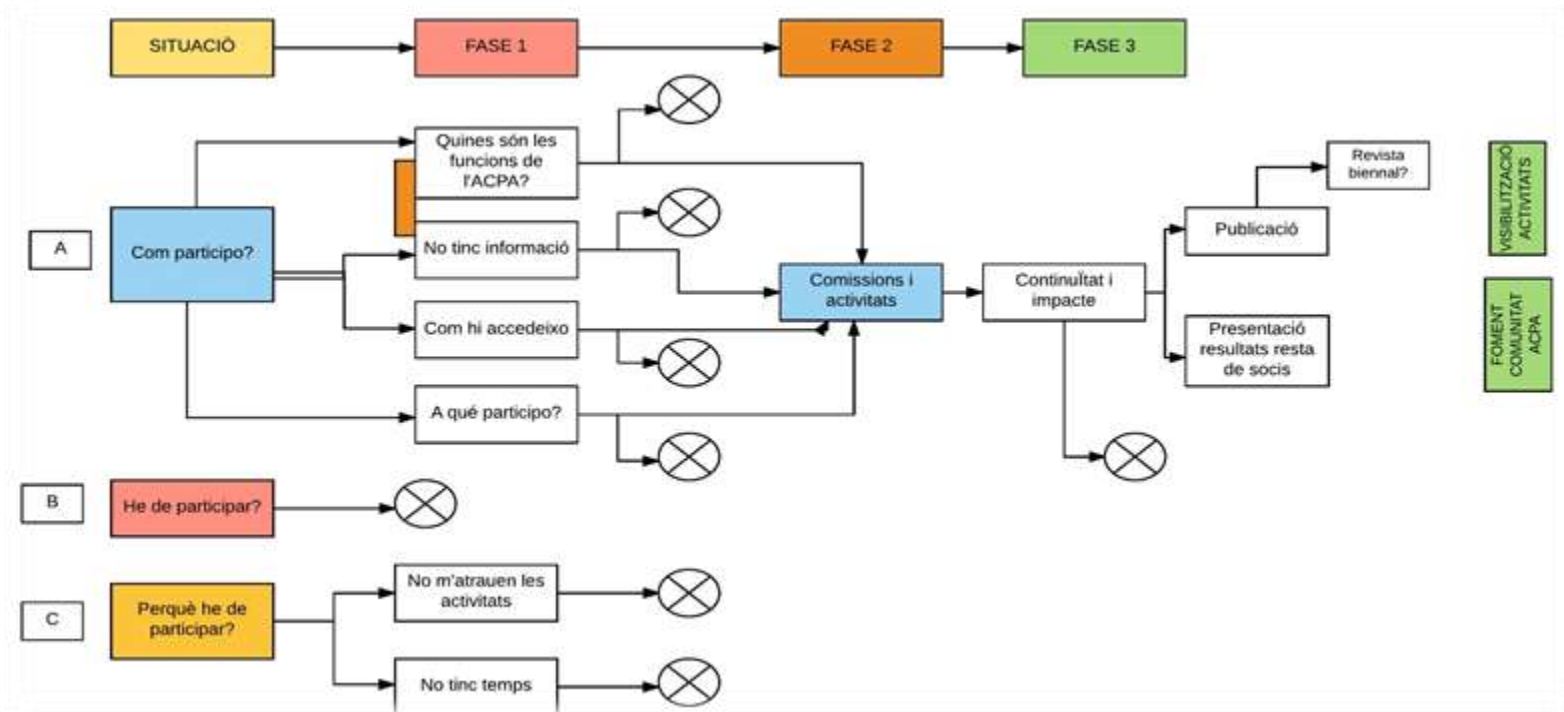 SITUACIÓ
FASE 1
FASE 2
FASE 3
A
Com participo?
Quines són les
funcions de
l'ACPA?
No tinc informació
Com hi accedeixo
A qué participo?
Comissions i
activitats
Continuïtat i
impacte
Publicació
Revista
biennal?
Presentació
resultats resta
de socis
VISIBILITZACIÓ
ACTIVITATS
FOMENT
COMUNITAT
ACPA
B
He de participar?
C
Perquè he de
participar?
No m'atrauen les
activitats
No tinc temps